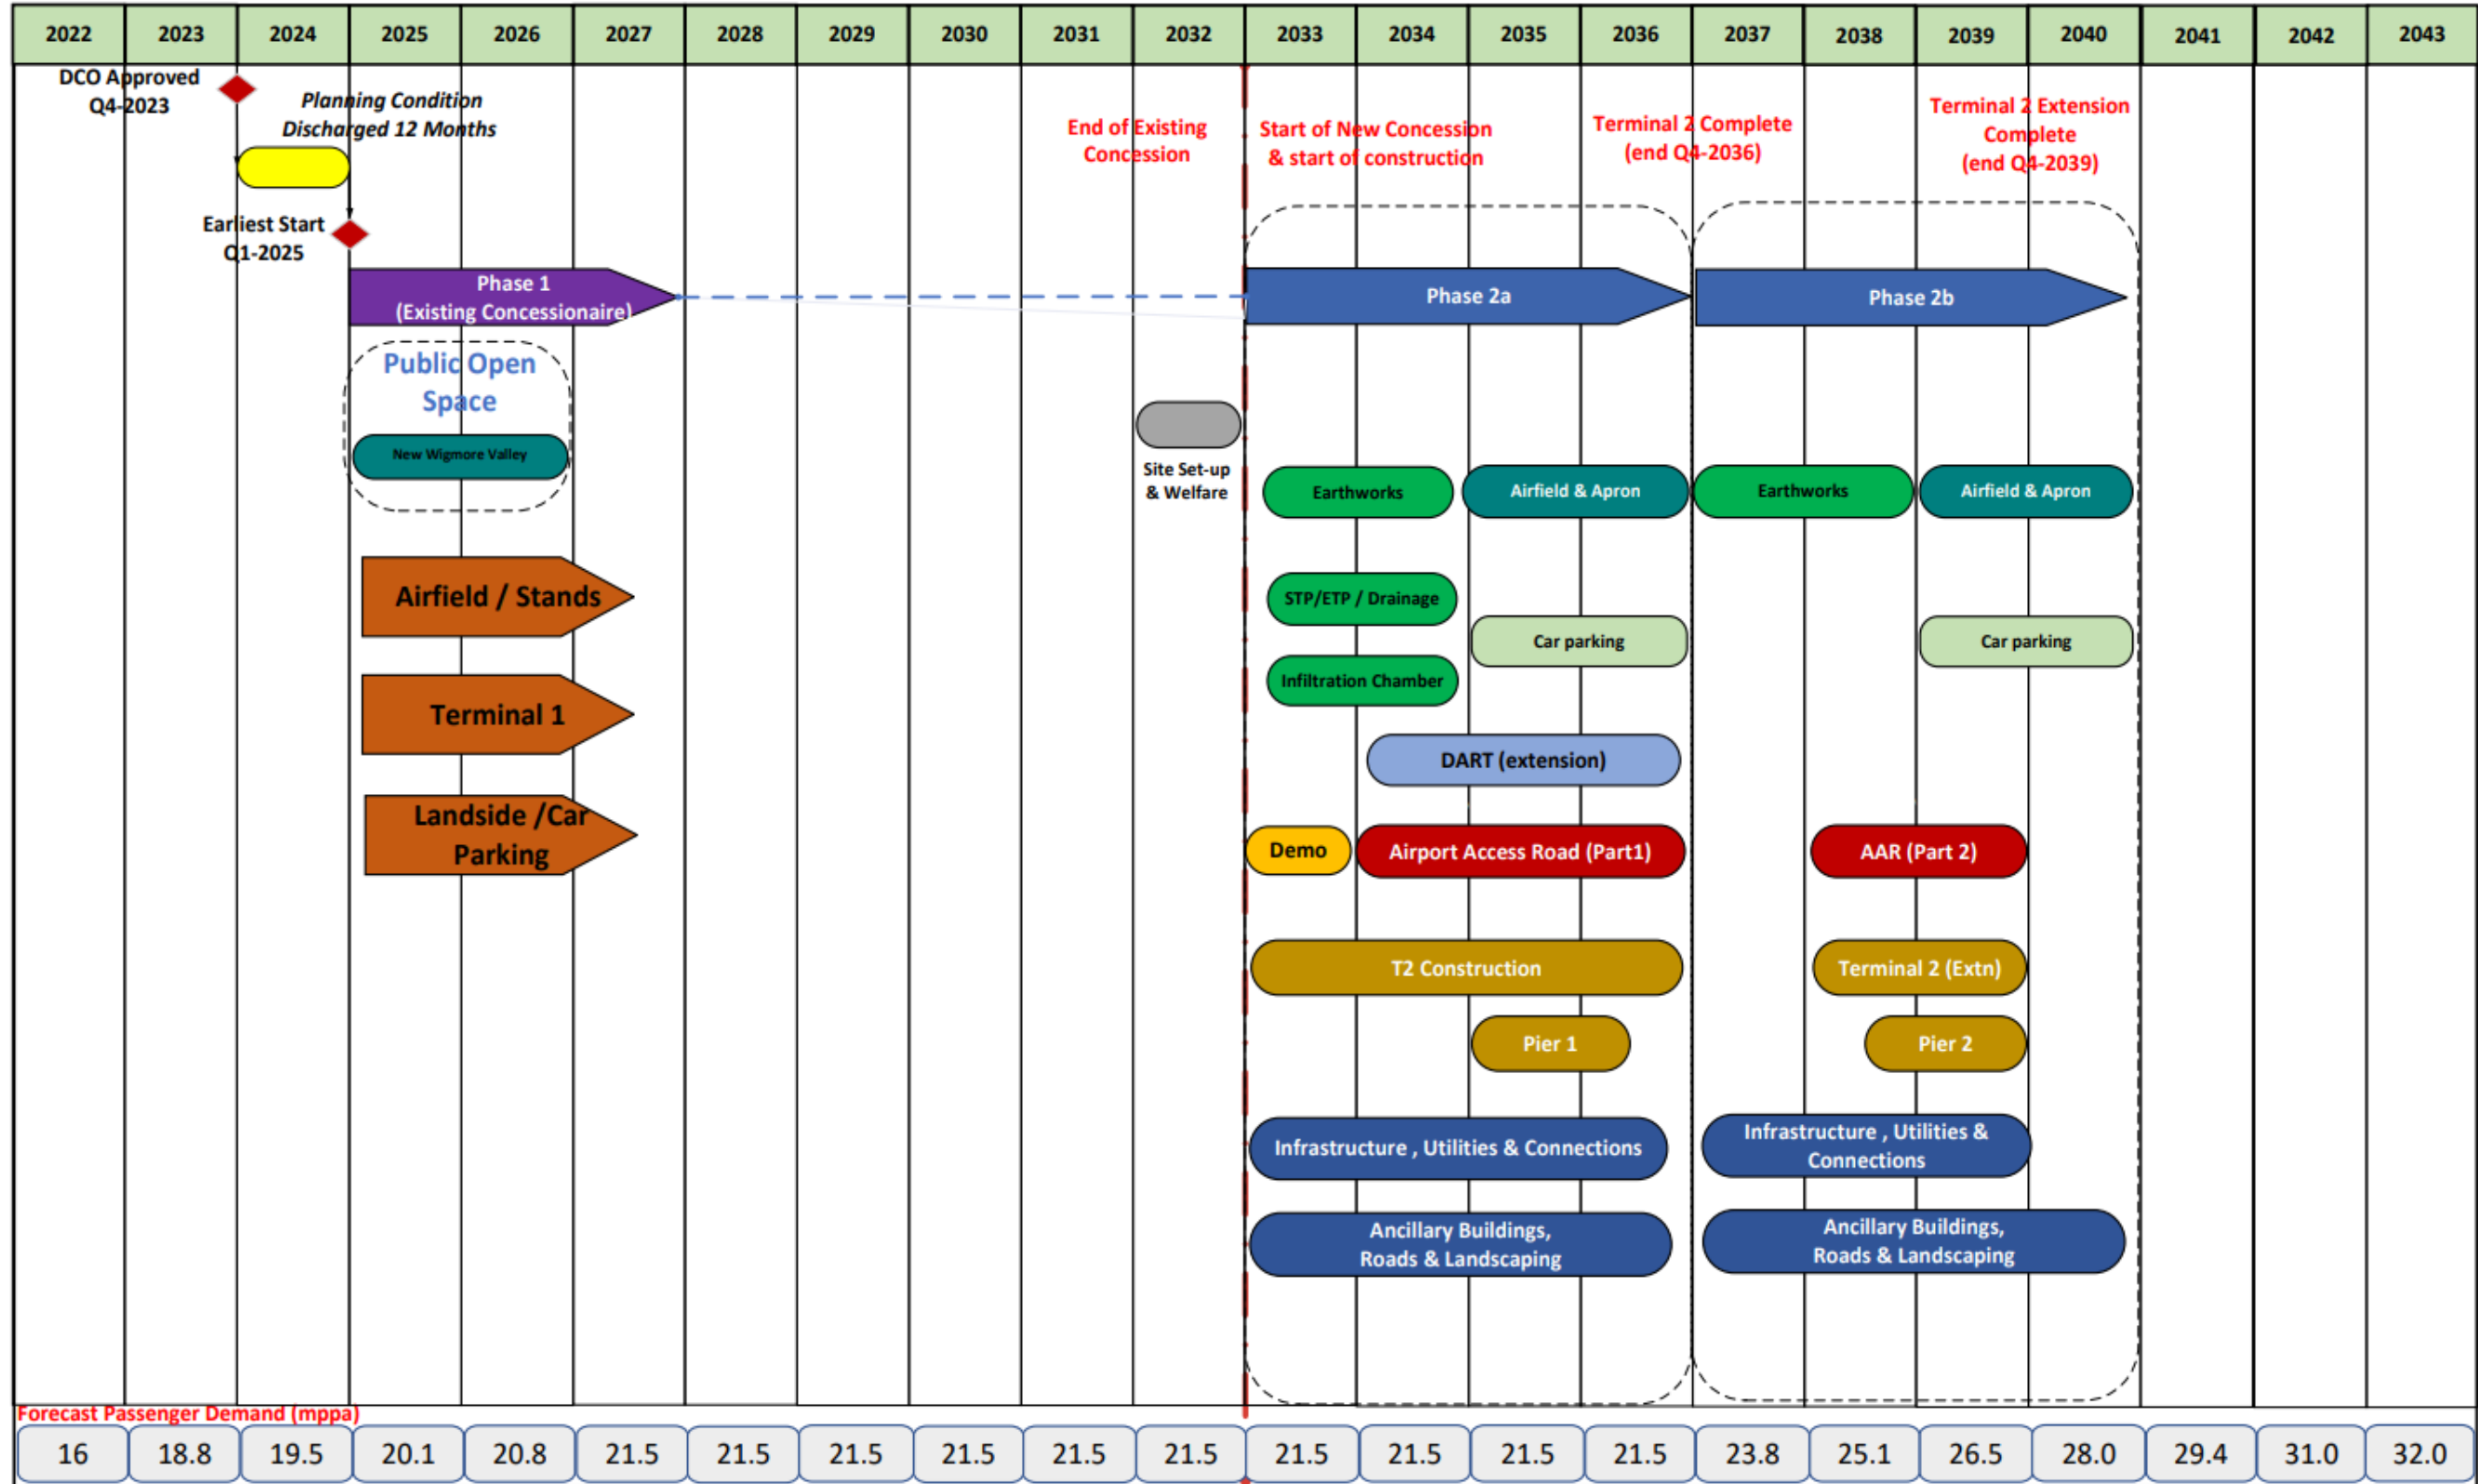 2022 2023 2024 2025 2026 2027 2028 2029 2030 2031 2032 2033 2034 2035 2036 2037 2038 2039 2040 2041 2042 2043
DCO Approved
Q4-2023
Planning Condition
Discharged 12 Months
End of Existing
Concession
Start of New Concession
& start of construction
Terminal 2 Complete
(end Q4-2036)
Terminal 2 Extension
Complete
(end Q4-2039)
Earliest Start
Q1-2025
Phase 1
(Existing Concessionaire)
Phase 2a
Phase 2b
Public Open
Space
New Wigmore Valley
Site Set-up
& Welfare
Earthworks
Airfield & Apron
Earthworks
Airfield & Apron
Airfield / Stands
STP/ETP / Drainage
Car parking
Car parking
Infiltration Chamber
Terminal 1
DART (extension)
Landside /Car
Parking
Demo
Airport Access Road (Part1)
AAR (Part 2)
T2 Construction
Terminal 2 (Extn)
Pier 1
Pier 2
Infrastructure , Utilities & Connections
Infrastructure , Utilities &
Connections
Ancillary Buildings,
Roads & Landscaping
Ancillary Buildings,
Roads & Landscaping
Forecast Passenger Demand (mppa)
16 18.8 19.5 20.1 20.8 21.5 21.5 21.5 21.5 21.5 21.5 21.5 21.5 21.5 21.5 23.8 25.1 26.5 28.0 29.4 31.0 32.0